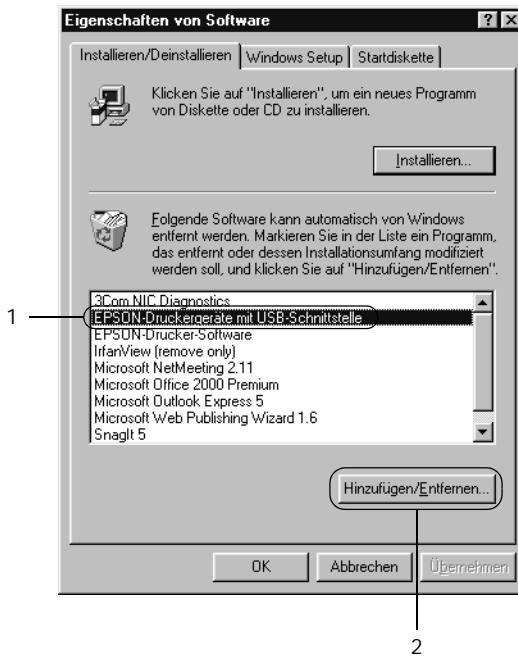 Eigenschaften von Software
Installieren/Deinstallieren Windows Setup Startdiskette
Klicken Sie auf "Installieren", um ein neues Programm
von Diskette oder CD zu installieren.
Installieren...
Folgende Software kann automatisch von Windows
entfernt werden. Markieren Sie in der Liste ein Programm,
das entfernt oder dessen Installationsumfang modifiziert
werden soll, und klicken Sie auf "Hinzufügen/Entfernen".
3Com NIC Diagnostics
1 EPSON-Druckergeräte mit USB-Schnittstelle
EPSON-Drucker-Software
IrfanView (remove only)
Microsoft NetMeeting 2.11
Microsoft Office 2000 Premium
Microsoft Outlook Express 5
Microsoft Web Publishing Wizard 1.6
SnagIt 5
Hinzufügen/Entfernen...
OK Abbrechen Übernehmen
2